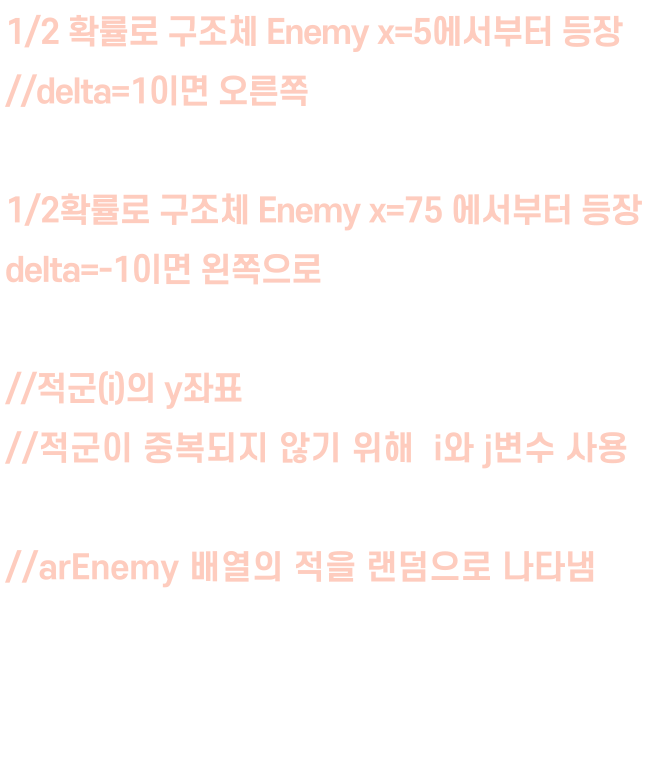 1/2 확률로 구조체 Enemy x=5에서부터 등장
//delta=1이면 오른쪽
1/2확률로 구조체 Enemy x=75 에서부터 등장
delta=-1이면 왼쪽으로
//적군(i)의 y좌표
//적군이 중복되지 않기 위해 i와 j변수 사용
//arEnemy 배열의 적을 랜덤으로 나타냄